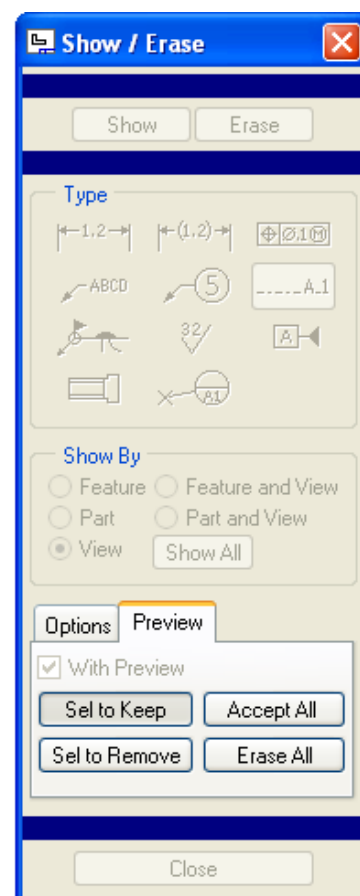 Show / Erase
Show Erase
Type
1.2 (1.2) ⌖ Ø.1 Ⓜ
ABCD 5 A_1
32 A
A1
Show By
Feature Feature and View
Part Part and View
View Show All
Options Preview
With Preview
Sel to Keep Accept All
Sel to Remove Erase All
Close